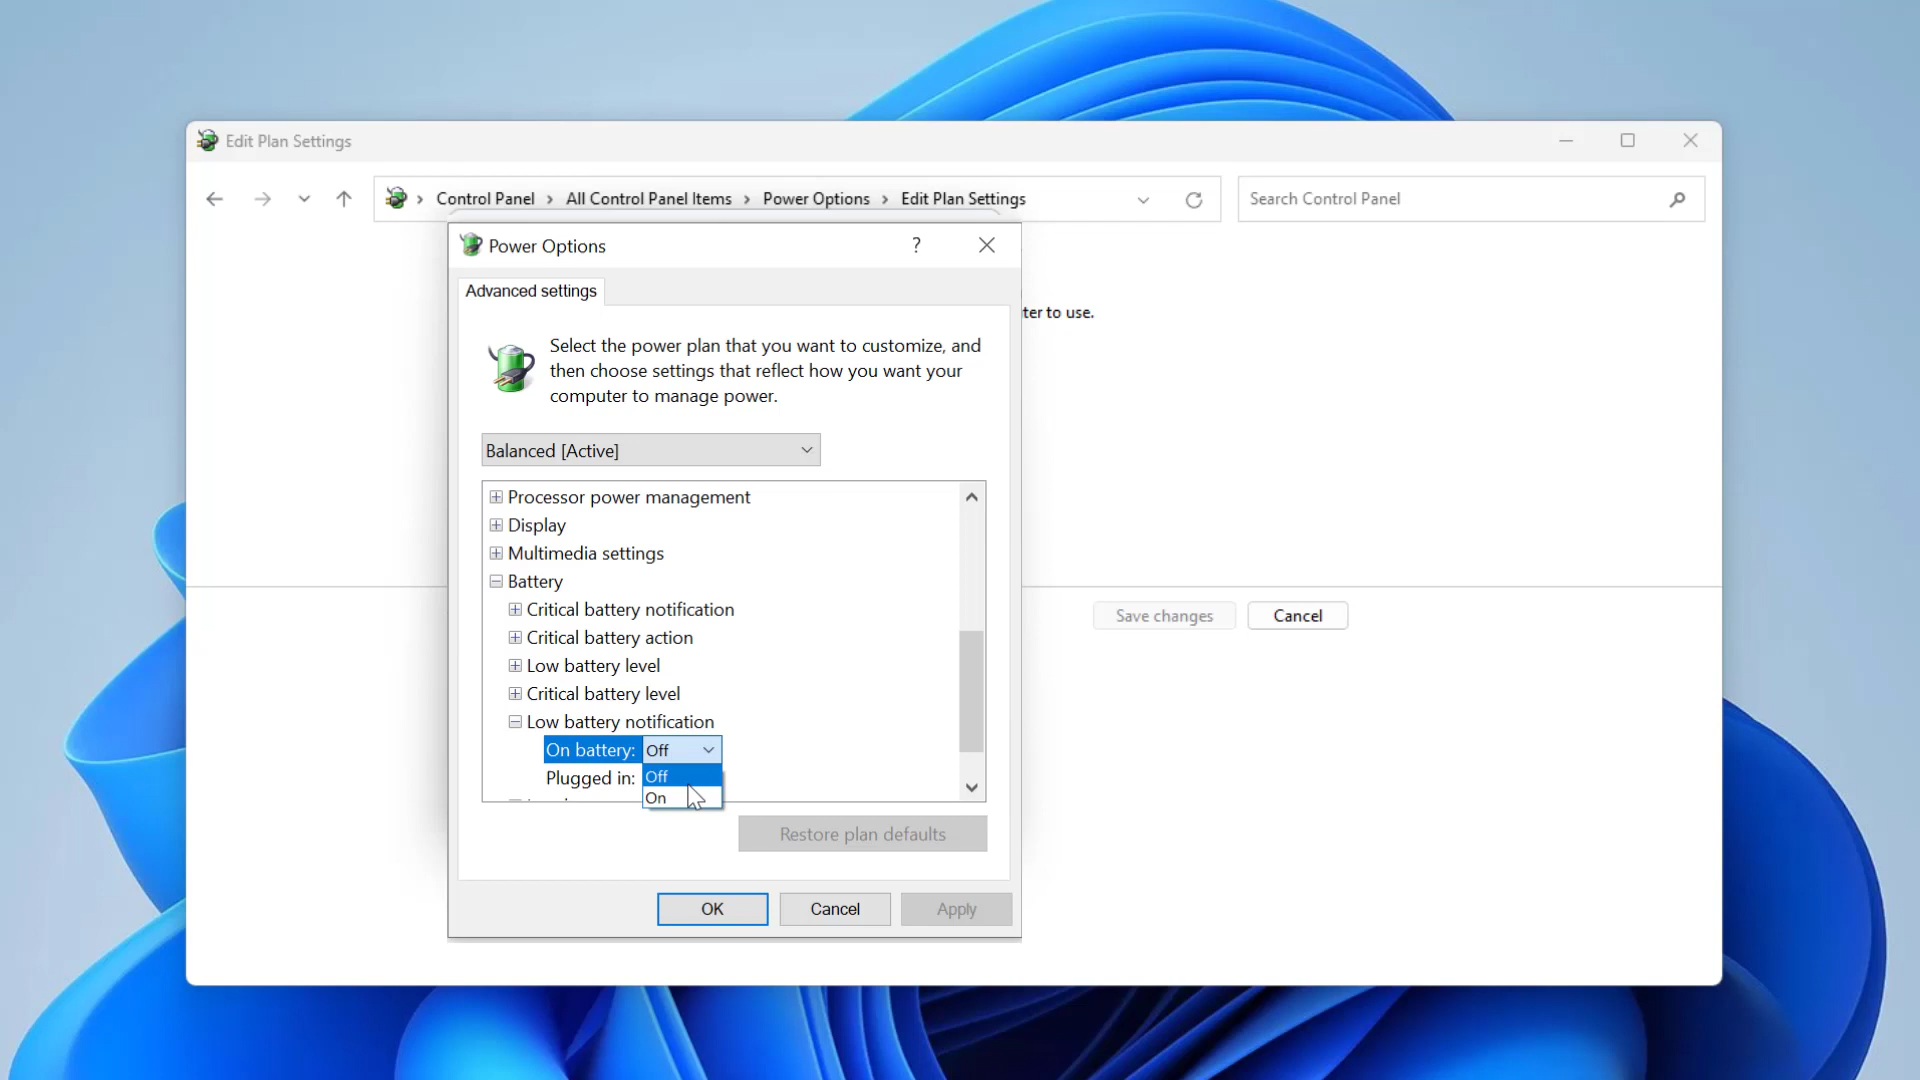 Edit Plan Settings
Control Panel > All Control Panel Items > Power Options > Edit Plan Settings
Search Control Panel
Power Options
?
Advanced settings
ter to use.
Select the power plan that you want to customize, and
then choose settings that reflect how you want your
computer to manage power.
Balanced [Active]
Processor power management
Display
Multimedia settings
Battery
Critical battery notification
Critical battery action
Low battery level
Critical battery level
Low battery notification
On battery: Off
Plugged in:
Off
On
Save changes
Cancel
Restore plan defaults
OK
Cancel
Apply